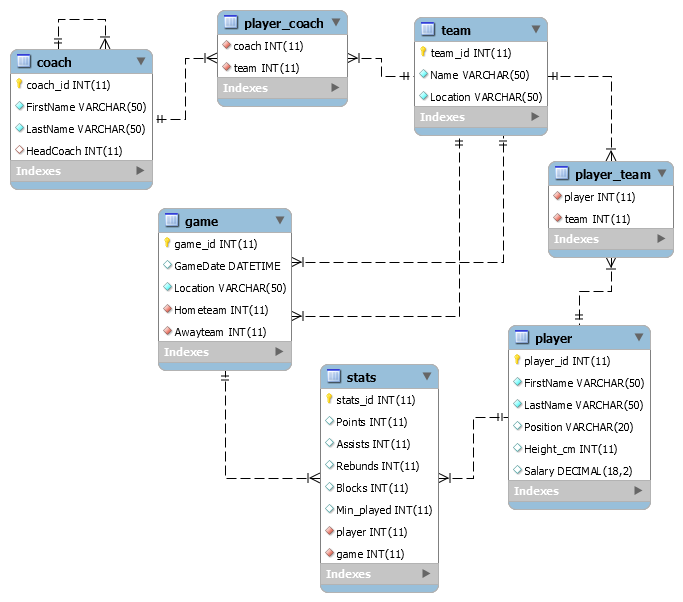 player_coach
coach INT(11)
team INT(11)
Indexes
team
team_id INT(11)
Name VARCHAR(50)
Location VARCHAR(50)
Indexes
coach
coach_id INT(11)
FirstName VARCHAR(50)
LastName VARCHAR(50)
HeadCoach INT(11)
Indexes
player_team
player INT(11)
team INT(11)
Indexes
game
game_id INT(11)
GameDate DATETIME
Location VARCHAR(50)
Hometeam INT(11)
Awayteam INT(11)
Indexes
player
player_id INT(11)
FirstName VARCHAR(50)
LastName VARCHAR(50)
Position VARCHAR(20)
Height_cm INT(11)
Salary DECIMAL(18,2)
Indexes
stats
stats_id INT(11)
Points INT(11)
Assists INT(11)
Rebunds INT(11)
Blocks INT(11)
Min_played INT(11)
player INT(11)
game INT(11)
Indexes